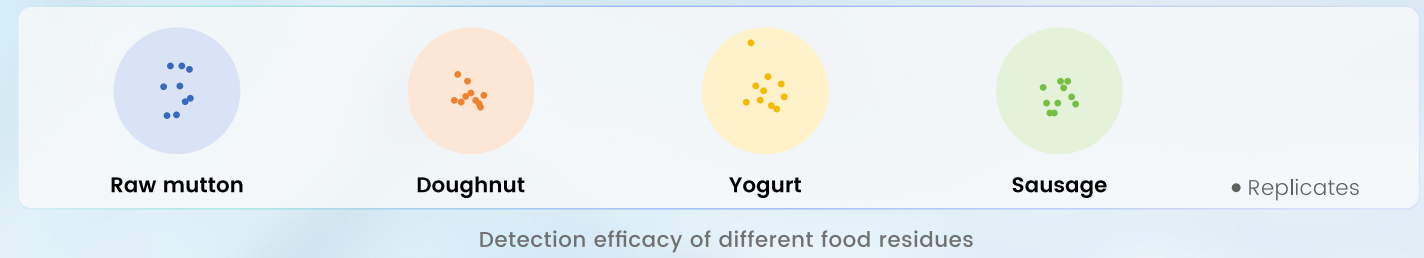 Raw mutton
Doughnut
Yogurt
Sausage
Replicates
Detection efficacy of different food residues